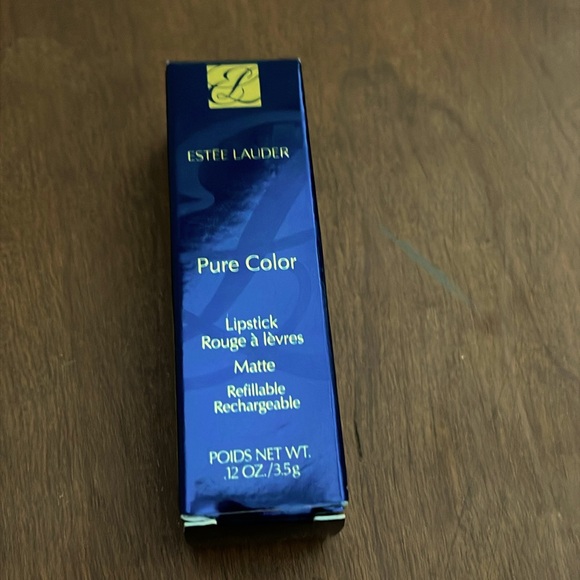 ESTĒE LAUDER
Pure Color
Lipstick
Rouge à lèvres
Matte
Refillable
Rechargeable
POIDS NET WT.
.12 OZ./3.5g